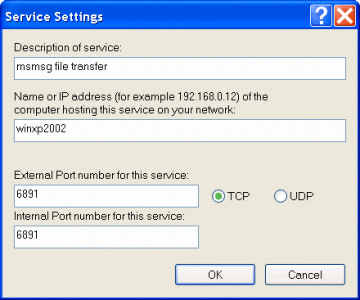 Service Settings
Description of service:
msmsg file transfer
Name or IP address (for example 192.168.0.12) of the
computer hosting this service on your network:
winxp2002
External Port number for this service:
6891
TCP
UDP
Internal Port number for this service:
6891
OK
Cancel